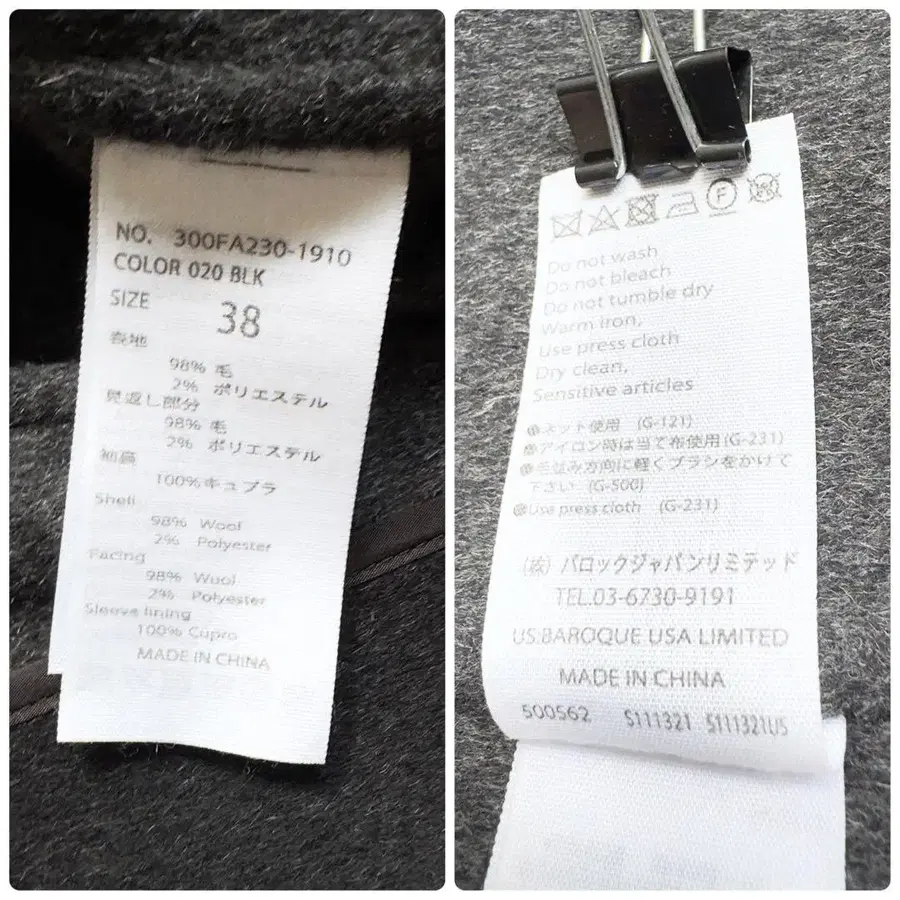 NO. 300FA230-1910
COLOR 020 BLK
SIZE 38
表地
98% 毛
2% ポリエステル
見返し部分
98% 毛
2% ポリエステル
袖裏
100% キュプラ
Shell
98% Wool
2% Polyester
Facing
98% Wool
2% Polyester
Sleeve lining
100% Cupro
MADE IN CHINA
F
W
Do not wash
Do not bleach
Do not tumble dry
Warm iron,
Use press cloth
Dry clean,
Sensitive articles
ネット使用 (G-121)
アイロン時は当て布使用(G-231)
毛並み方向に軽くブラシをかけて
下さい (G-500)
Use press cloth (G-231)
(株) バロックジャパンリミテッド
TEL.03-6730-9191
US:BAROQUE USA LIMITED
MADE IN CHINA
500562 S111321 S111321US